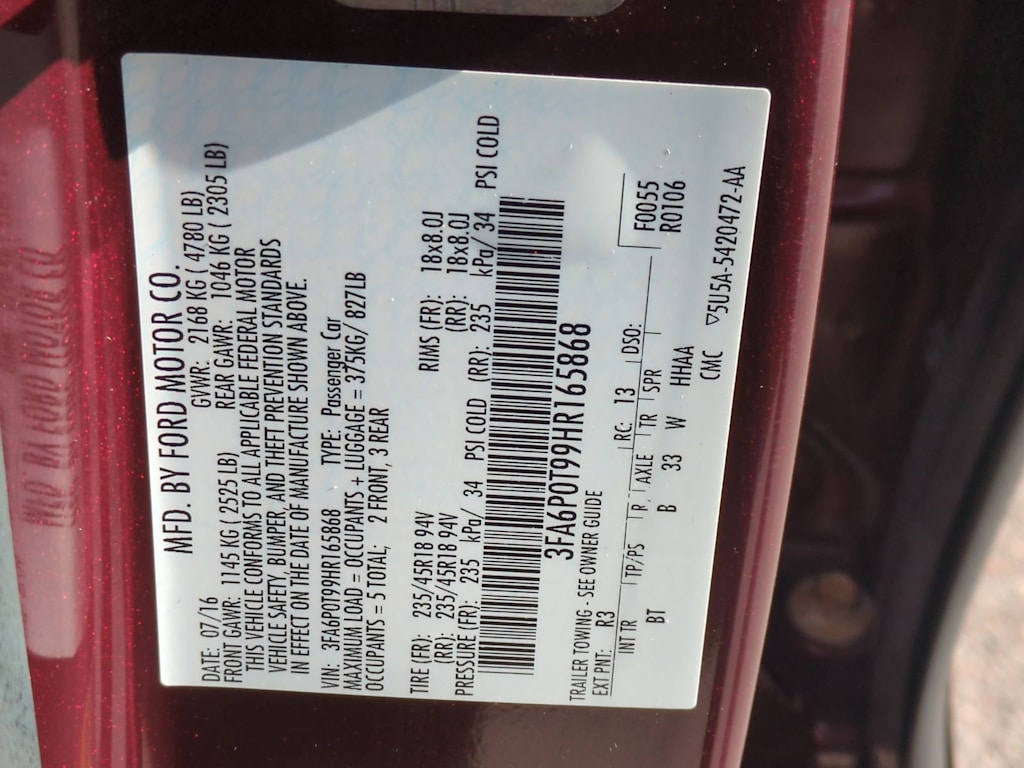 MFD. BY FORD MOTOR CO.
DATE: 07/16 GVWR: 2168 KG ( 4780 LB)
FRONT GAWR: 1145 KG ( 2525 LB) REAR GAWR: 1046 KG ( 2305 LB)
THIS VEHICLE CONFORMS TO ALL APPLICABLE FEDERAL MOTOR
VEHICLE SAFETY, BUMPER, AND THEFT PREVENTION STANDARDS
IN EFFECT ON THE DATE OF MANUFACTURE SHOWN ABOVE.
VIN: 3FA6P0T99HR165868 TYPE: Passenger Car
MAXIMUM LOAD = OCCUPANTS + LUGGAGE = 375KG/ 827LB
OCCUPANTS = 5 TOTAL; 2 FRONT, 3 REAR
TIRE (FR): 235/45R18 94V RIMS (FR): 18x8.0J
(RR): 235/45R18 94V (RR): 18x8.0J
PRESSURE (FR): 235 kPa/ 34 PSI COLD (RR): 235 kPa/ 34 PSI COLD
3FA6P0T99HR165868
TRAILER TOWING - SEE OWNER GUIDE
EXT PNT: R3 RC: 13 DSO: F0055
R0106
INT TR TP/PS R AXLE TR SPR
BT B 33 W HHAA
CMC ▽5U5A-5420472-AA